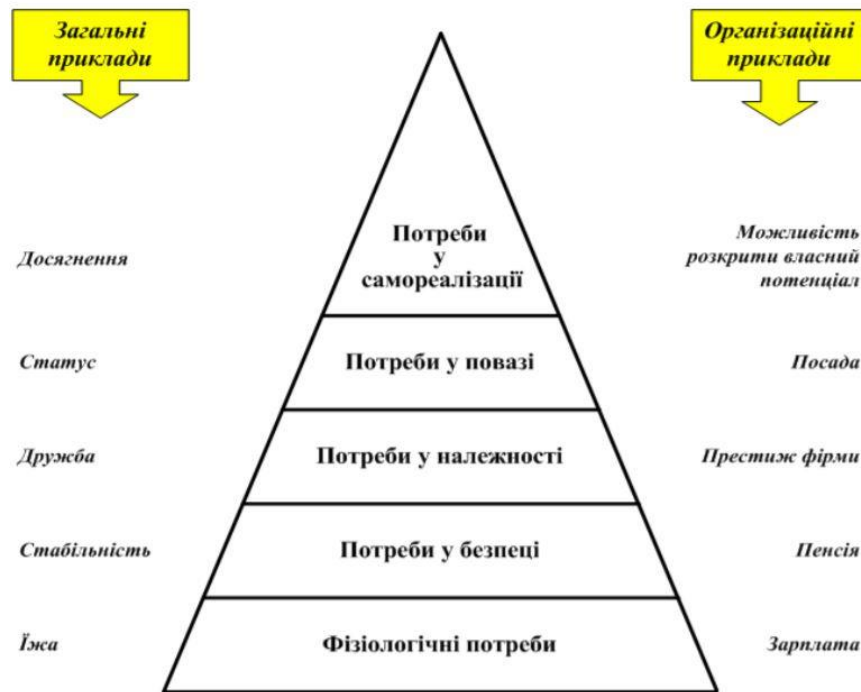 Загальні
приклади
Організаційні
приклади
Досягнення
Потреби
у
самореалізації
Можливість
розкрити власний
потенціал
Статус
Потреби у повазі
Посада
Дружба
Потреби у належності
Престиж фірми
Стабільність
Потреби у безпеці
Пенсія
Їжа
Фізіологічні потреби
Зарплата